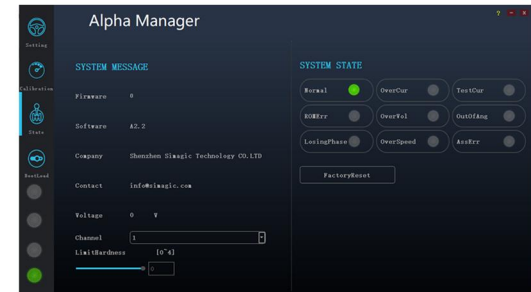 Alpha Manager
? - x
Setting
Calibration
State
BootLoad
SYSTEM MESSAGE
Firmware 0
Software A2.2
Company Shenzhen Simagic Technology CO.LTD
Contact info@simagic.com
Voltage 0 V
Channel 1
LimitHardness [0~4]
0
SYSTEM STATE
Normal OverCur TestCur
ROMErr OverVol OutOfAng
LosingPhase OverSpeed AssErr
FactoryReset